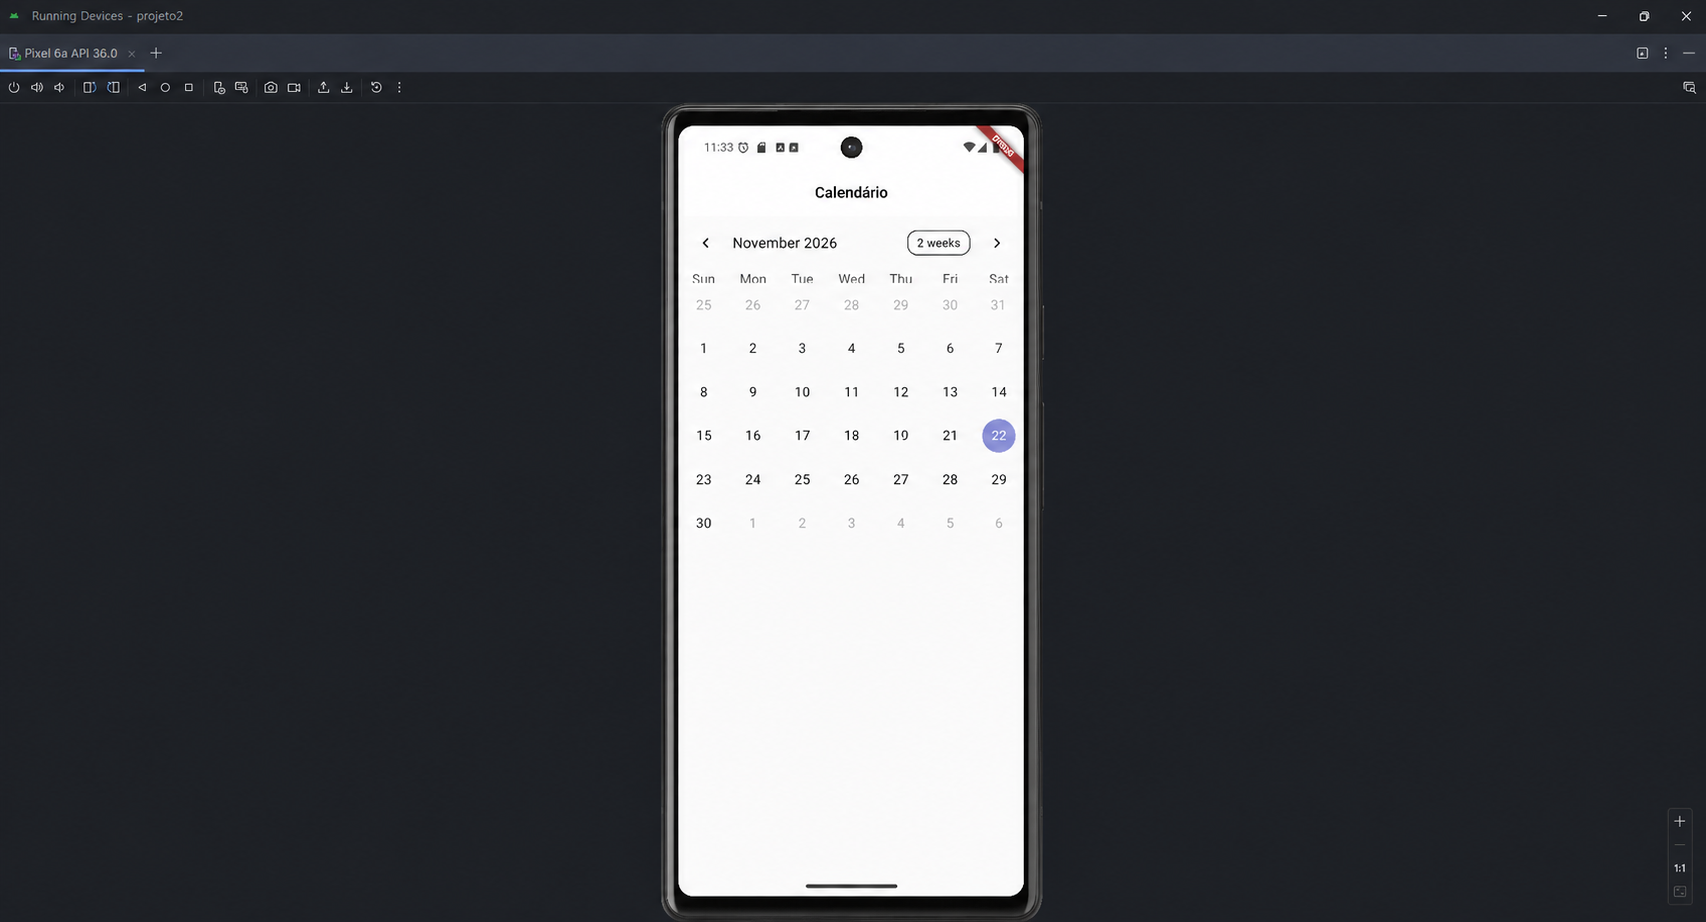 Running Devices - projeto2
Pixel 6a API 36.0
11:33
Calendário
November 2026
2 weeks
Sun Mon Tue Wed Thu Fri Sat
25 26 27 28 29 30 31
1 2 3 4 5 6 7
8 9 10 11 12 13 14
15 16 17 18 19 21 22
23 24 25 26 27 28 29
30 1 2 3 4 5 6
1:1